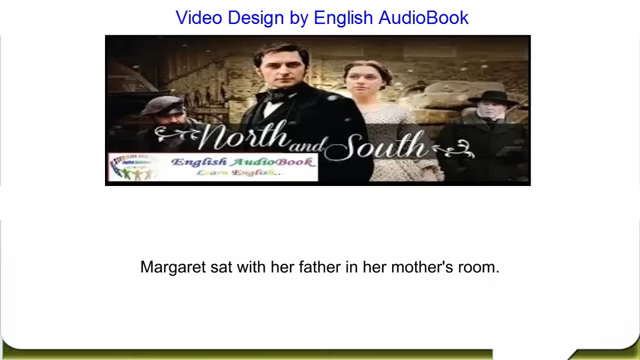 Video Design by English AudioBook
North and South
English AudioBook
Learn English...
Margaret sat with her father in her mother's room.